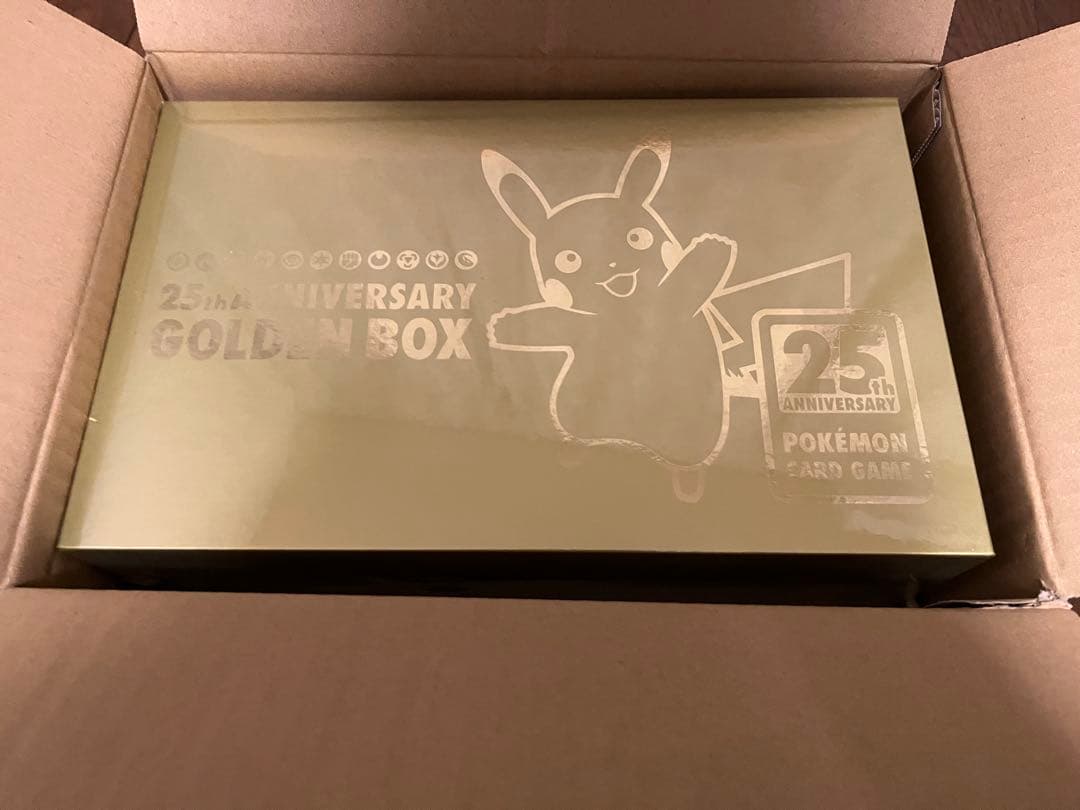 25th ANNIVERSARY
GOLDEN BOX
25th
ANNIVERSARY
POKÉMON
CARD GAME